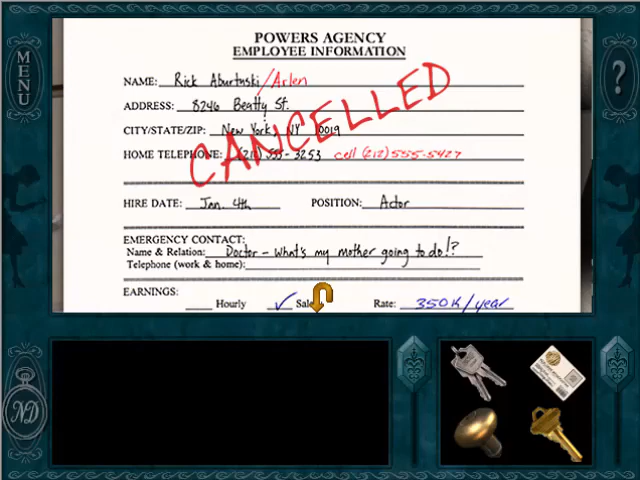 POWERS AGENCY
EMPLOYEE INFORMATION
NAME: Rick Aburtuski/Arlen
ADDRESS: 8246 Beatty St.
CITY/STATE/ZIP: New York, NY 10019
HOME TELEPHONE: (212) 555-3253 cell (212) 555-5427
CANCELLED
HIRE DATE: Jan. 4th POSITION: Actor
EMERGENCY CONTACT:
Name & Relation: Doctor - What's my mother going to do!?
Telephone (work & home):
EARNINGS:
Hourly ✓ Rate: 350K/year
MENU
?
ND